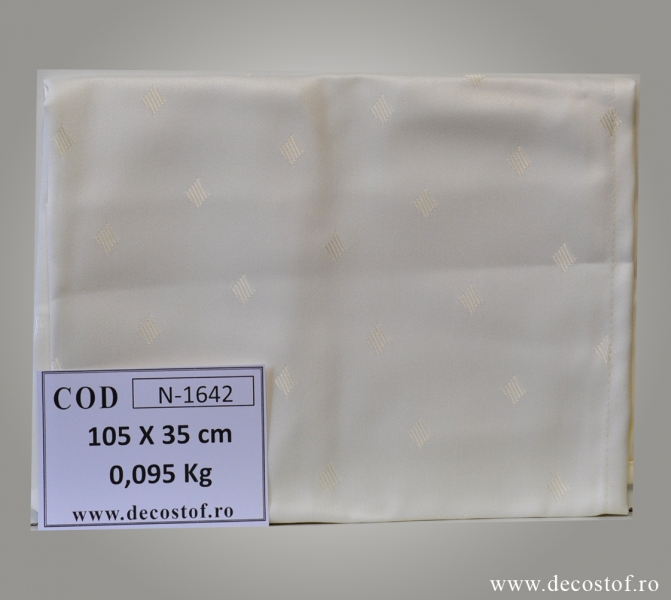 COD N-1642
105 X 35 cm
0,095 Kg
www.decostof.ro
www.decostof.ro